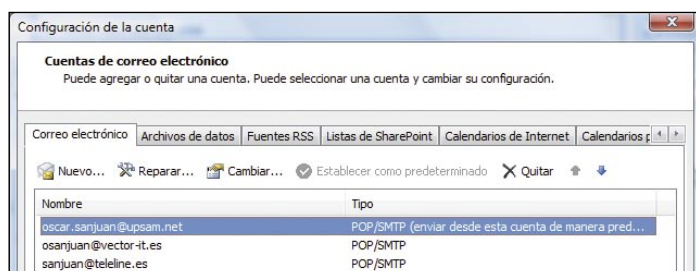 Configuración de la cuenta
Cuentas de correo electrónico
Puede agregar o quitar una cuenta. Puede seleccionar una cuenta y cambiar su configuración.
Correo electrónico Archivos de datos Fuentes RSS Listas de SharePoint Calendarios de Internet Calendarios p
Nuevo... Reparar... Cambiar... Establecer como predeterminado Quitar
Nombre Tipo
oscar.sanjuan@upsam.net POP/SMTP (enviar desde esta cuenta de manera pred...
osanjuan@vector-it.es POP/SMTP
sanjuan@teleline.es POP/SMTP